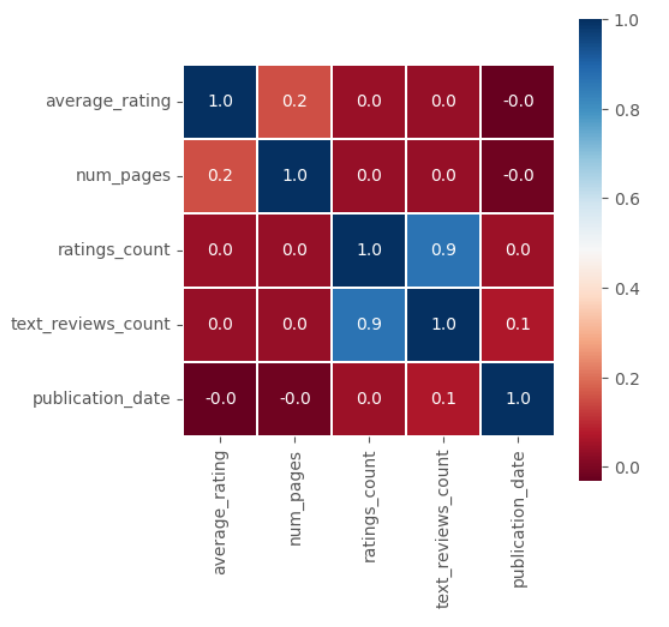 1.0
average_rating 1.0 0.2 0.0 0.0 -0.0
0.8
num_pages 0.2 1.0 0.0 0.0 -0.0
0.6
ratings_count 0.0 0.0 1.0 0.9 0.0
0.4
text_reviews_count 0.0 0.0 0.9 1.0 0.1
0.2
publication_date -0.0 -0.0 0.0 0.1 1.0
0.0
average_rating
num_pages
ratings_count
text_reviews_count
publication_date